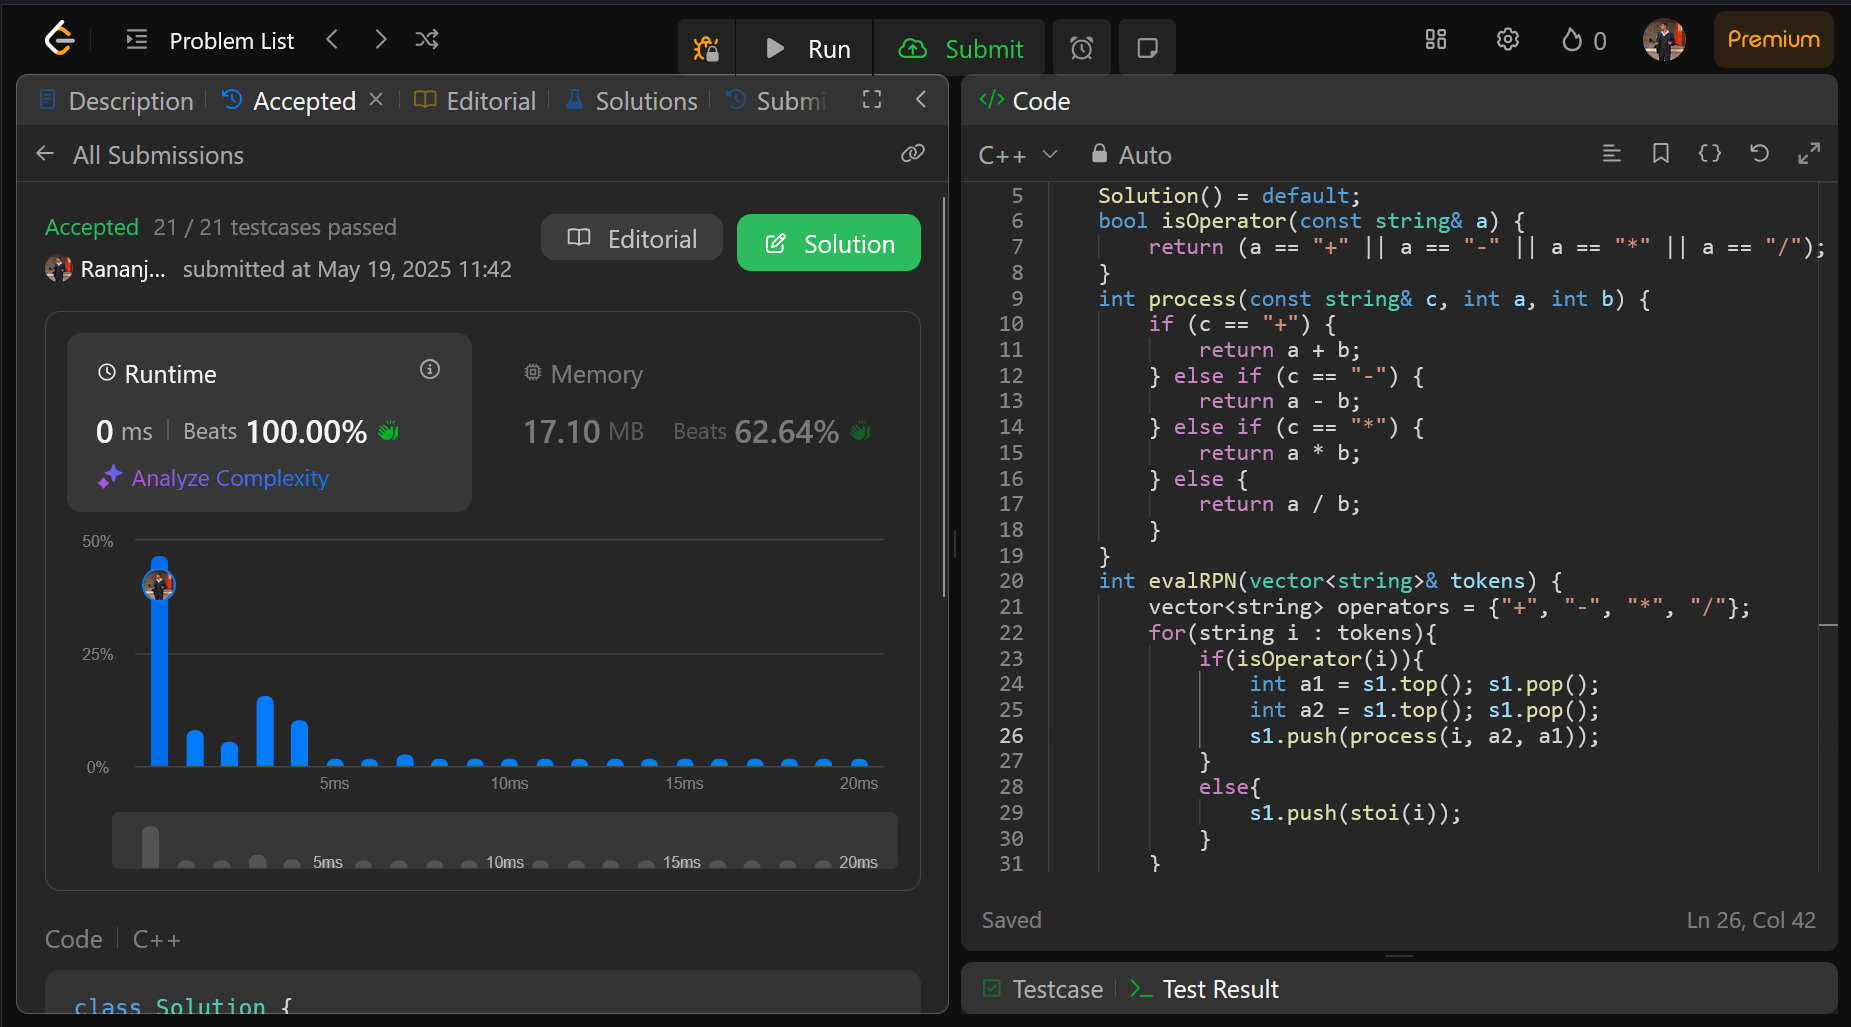 Problem List
Run
Submit
0
Premium
Description
Accepted
Editorial
Solutions
Submi
All Submissions
Accepted 21 / 21 testcases passed
Rananj... submitted at May 19, 2025 11:42
Editorial
Solution
Runtime
0 ms | Beats 100.00%
Analyze Complexity
Memory
17.10 MB Beats 62.64%
50%
25%
0%
5ms 10ms 15ms 20ms
5ms 10ms 15ms 20ms
Code | C++
class Solution {
</> Code
C++ Auto
5 Solution() = default;
6 bool isOperator(const string& a) {
7 return (a == "+" || a == "-" || a == "*" || a == "/");
8 }
9 int process(const string& c, int a, int b) {
10 if (c == "+") {
11 return a + b;
12 } else if (c == "-") {
13 return a - b;
14 } else if (c == "*") {
15 return a * b;
16 } else {
17 return a / b;
18 }
19 }
20 int evalRPN(vector<string>& tokens) {
21 vector<string> operators = {"+", "-", "*", "/"};
22 for(string i : tokens){
23 if(isOperator(i)){
24 int a1 = s1.top(); s1.pop();
25 int a2 = s1.top(); s1.pop();
26 s1.push(process(i, a2, a1));
27 }
28 else{
29 s1.push(stoi(i));
30 }
31 }
Saved
Ln 26, Col 42
Testcase
Test Result